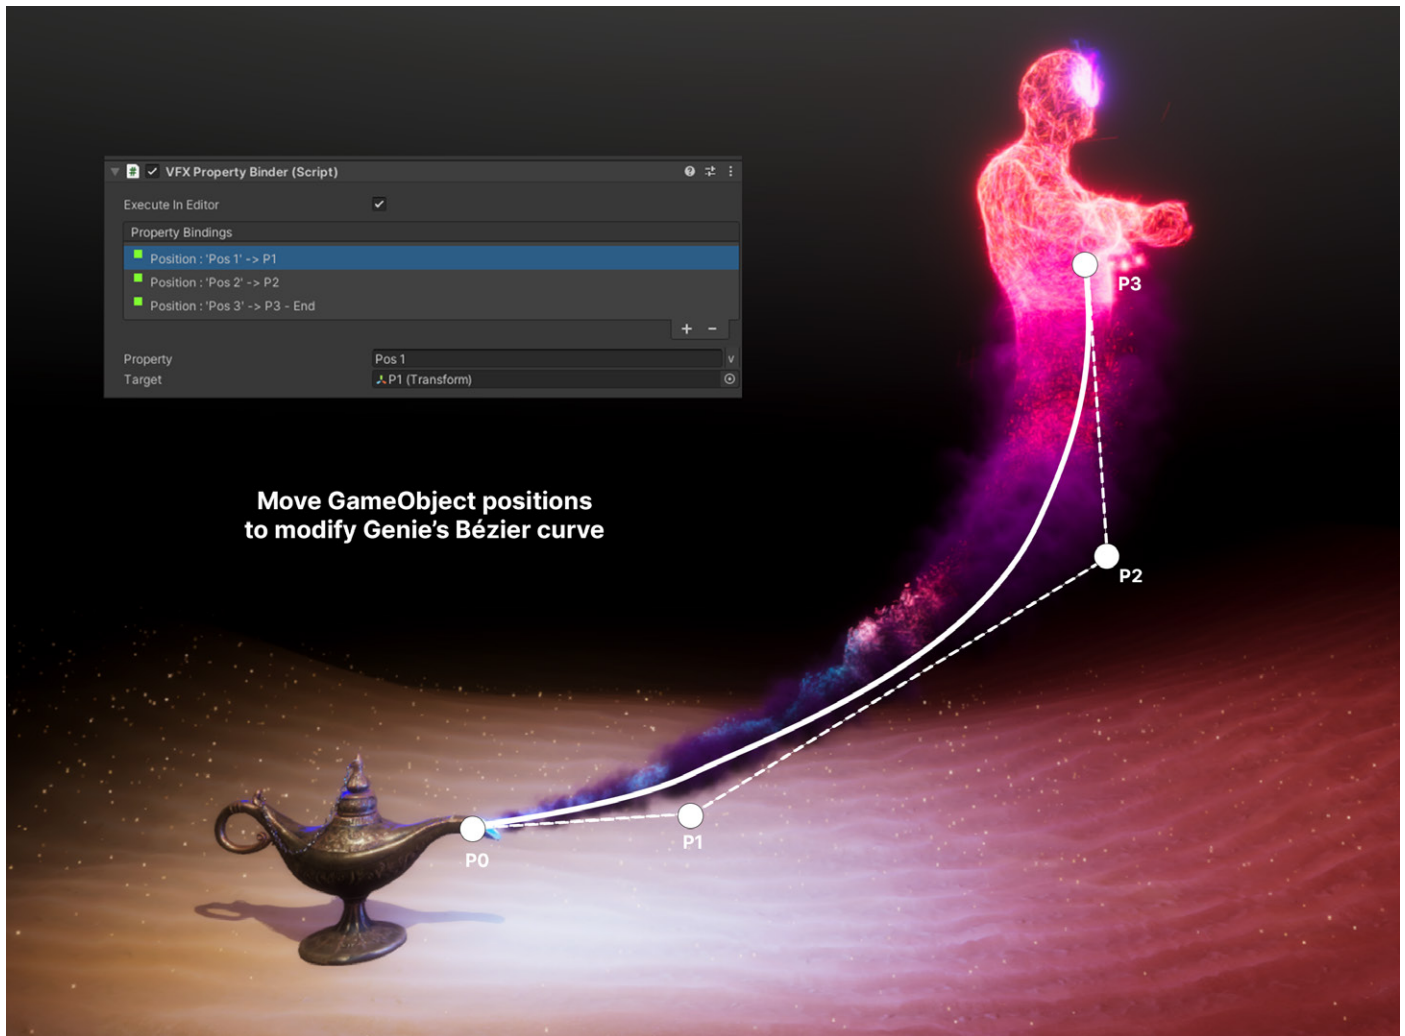 VFX Property Binder (Script)
Execute In Editor
Property Bindings
Position : 'Pos 1' -> P1
Position : 'Pos 2' -> P2
Position : 'Pos 3' -> P3 - End
+ −
Property Pos 1
Target P1 (Transform)
Move GameObject positions
to modify Genie’s Bézier curve
P3
P2
P1
P0